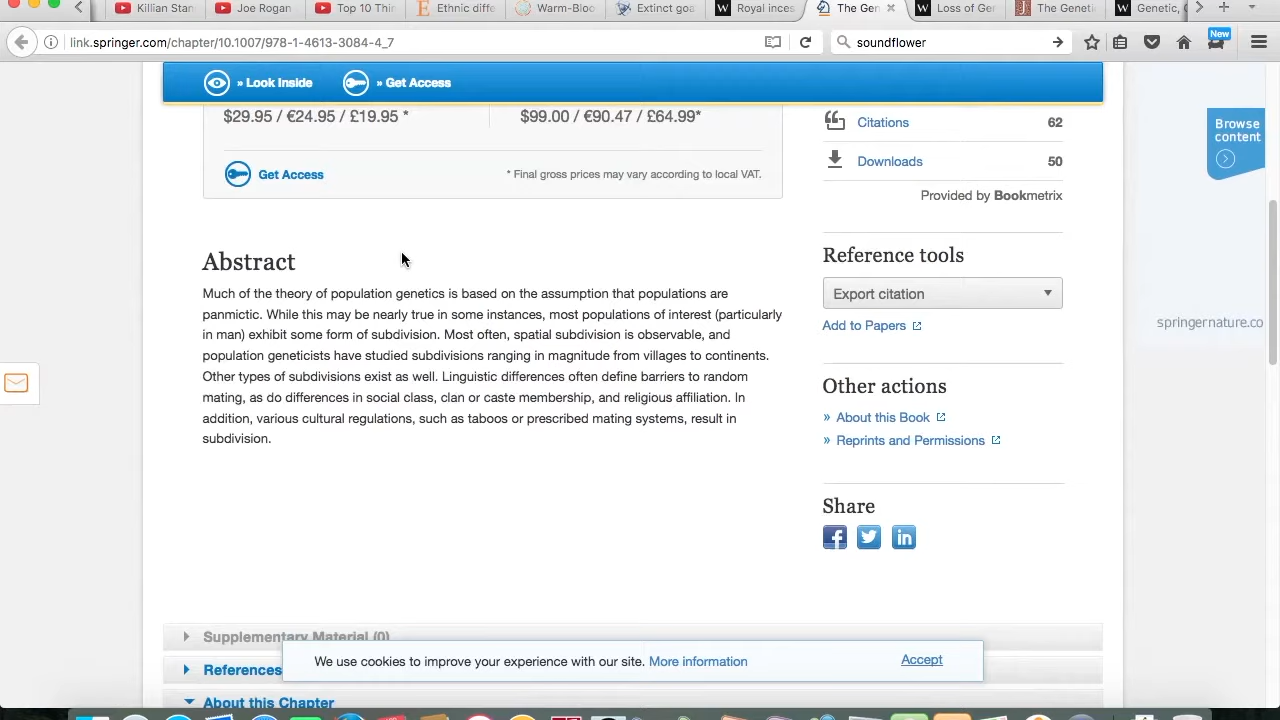 Killian Stan
Joe Rogan
Top 10 Thin
Ethnic diffe
Warm-Bloo
Extinct goa
Royal inces
The Gen
Loss of Ger
The Geneti
Genetic, c
link.springer.com/chapter/10.1007/978-1-4613-3084-4_7
soundflower
New
» Look Inside
» Get Access
$29.95 / €24.95 / £19.95 *
$99.00 / €90.47 / £64.99*
Get Access
* Final gross prices may vary according to local VAT.
Citations 62
Downloads 50
Provided by Bookmetrix
Browse
content
Abstract
Much of the theory of population genetics is based on the assumption that populations are
panmictic. While this may be nearly true in some instances, most populations of interest (particularly
in man) exhibit some form of subdivision. Most often, spatial subdivision is observable, and
population geneticists have studied subdivisions ranging in magnitude from villages to continents.
Other types of subdivisions exist as well. Linguistic differences often define barriers to random
mating, as do differences in social class, clan or caste membership, and religious affiliation. In
addition, various cultural regulations, such as taboos or prescribed mating systems, result in
subdivision.
Reference tools
Export citation
Add to Papers
springernature.co
Other actions
» About this Book
» Reprints and Permissions
Share
Supplementary Material (0)
References
About this Chapter
We use cookies to improve your experience with our site. More information
Accept